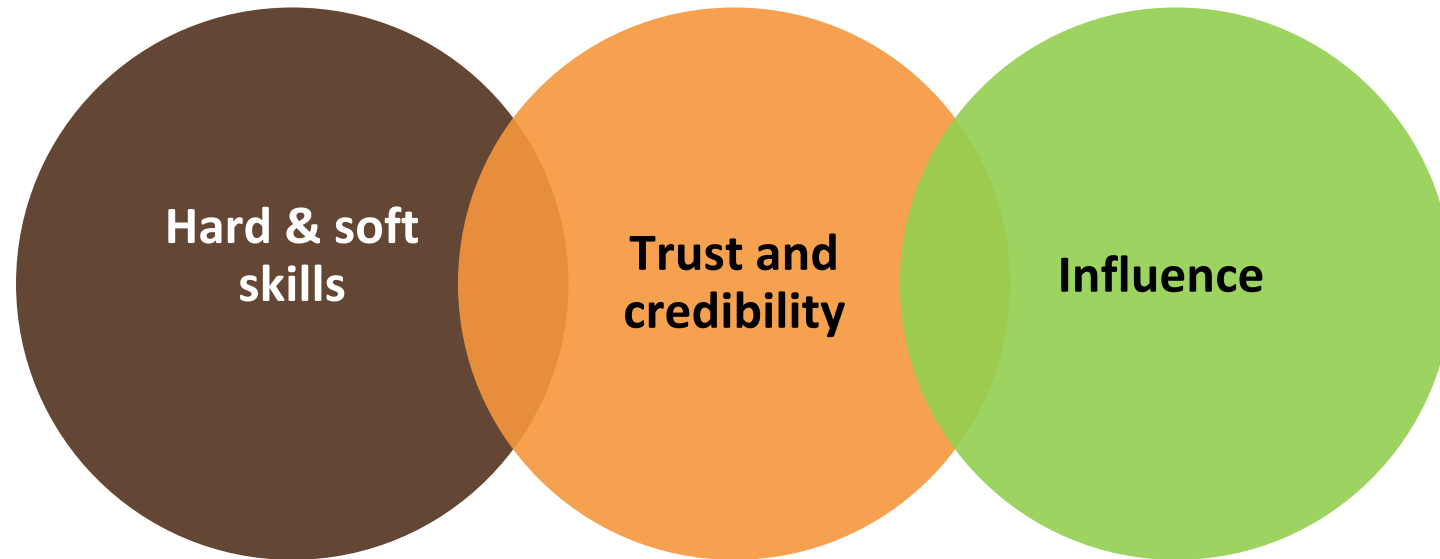 Hard & soft
skills
Trust and
credibility
Influence